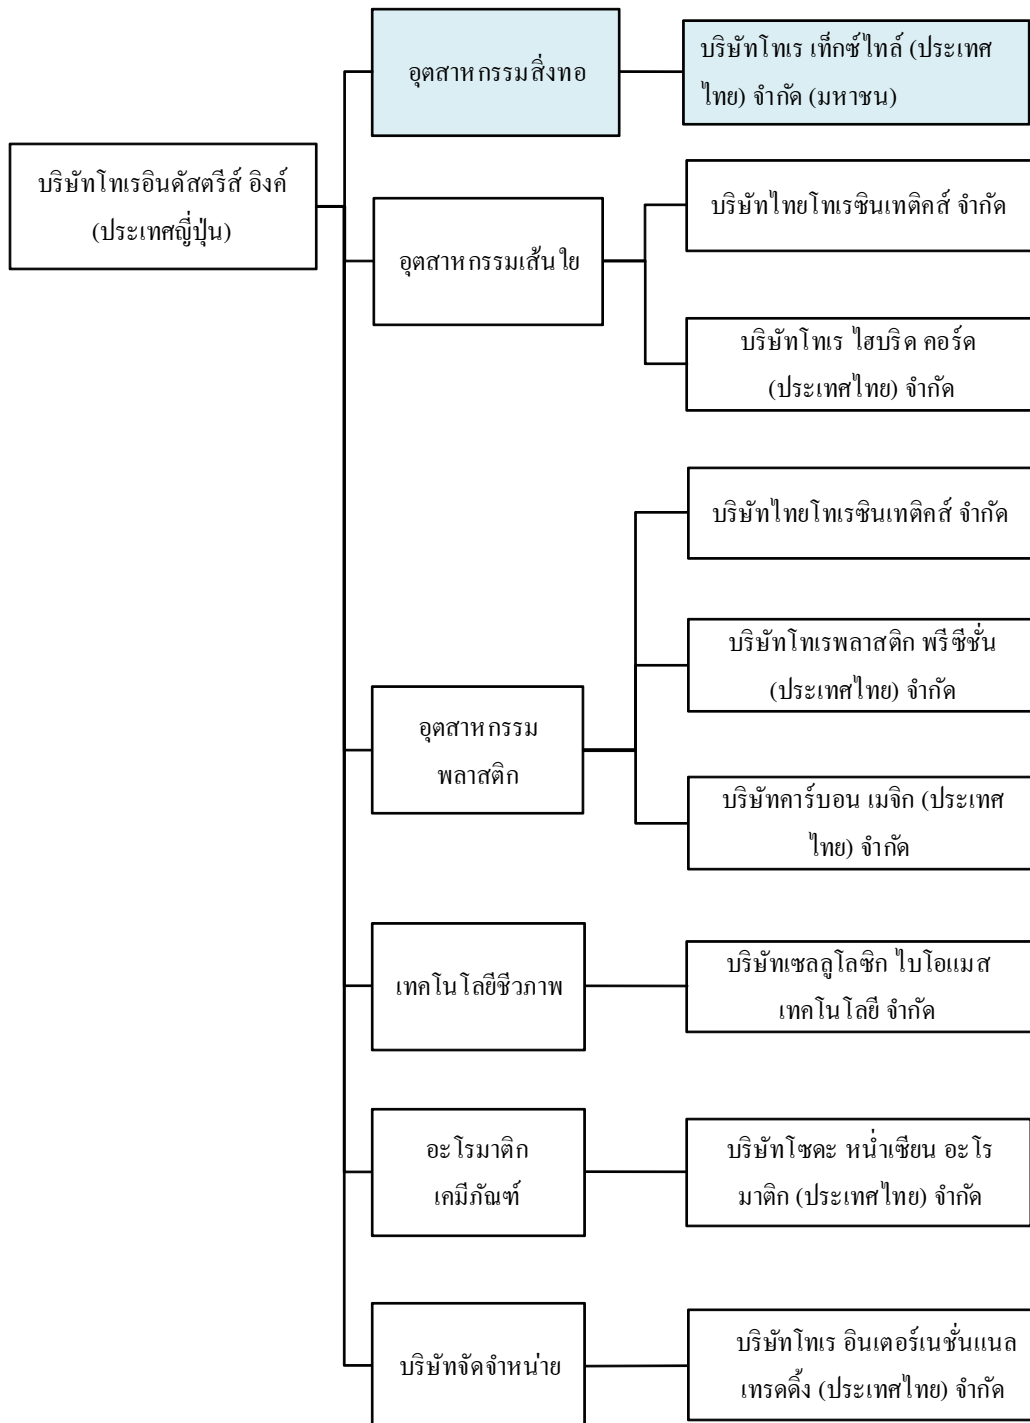 บริษัทโทเรอินดัสตรีส์ อิงค์
(ประเทศญี่ปุ่น)
อุตสาหกรรมสิ่งทอ
บริษัทโทเร เท็กซ์ไทล์ (ประเทศ
ไทย) จำกัด (มหาชน)
อุตสาหกรรมเส้นใย
บริษัทไทยโทเรซินเทติคส์ จำกัด
บริษัทโทเร ไฮบริด คอร์ด
(ประเทศไทย) จำกัด
อุตสาหกรรม
พลาสติก
บริษัทไทยโทเรซินเทติคส์ จำกัด
บริษัทโทเรพลาสติก พรีซีชั่น
(ประเทศไทย) จำกัด
บริษัทคาร์บอน เมจิก (ประเทศ
ไทย) จำกัด
เทคโนโลยีชีวภาพ
บริษัทเซลลูโลซิก ไบโอแมส
เทคโนโลยี จำกัด
อะโรมาติก
เคมีภัณฑ์
บริษัทโซดะ หน่ำเซียน อะโร
มาติก (ประเทศไทย) จำกัด
บริษัทจัดจำหน่าย
บริษัทโทเร อินเตอร์เนชั่นแนล
เทรดดิ้ง (ประเทศไทย) จำกัด